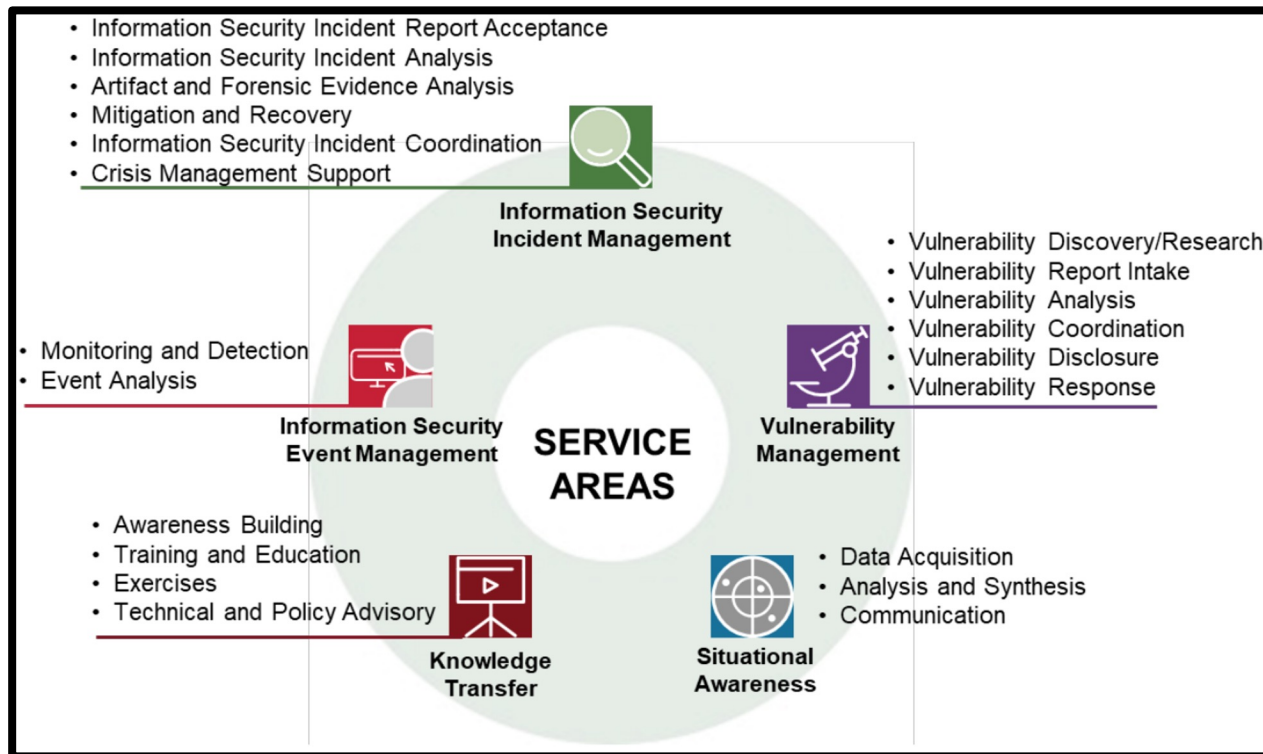 • Information Security Incident Report Acceptance
• Information Security Incident Analysis
• Artifact and Forensic Evidence Analysis
• Mitigation and Recovery
• Information Security Incident Coordination
• Crisis Management Support
Information Security
Incident Management
• Vulnerability Discovery/Research
• Vulnerability Report Intake
• Vulnerability Analysis
• Vulnerability Coordination
• Vulnerability Disclosure
• Vulnerability Response
Vulnerability
Management
• Monitoring and Detection
• Event Analysis
Information Security
Event Management
SERVICE
AREAS
• Awareness Building
• Training and Education
• Exercises
• Technical and Policy Advisory
Knowledge
Transfer
• Data Acquisition
• Analysis and Synthesis
• Communication
Situational
Awareness